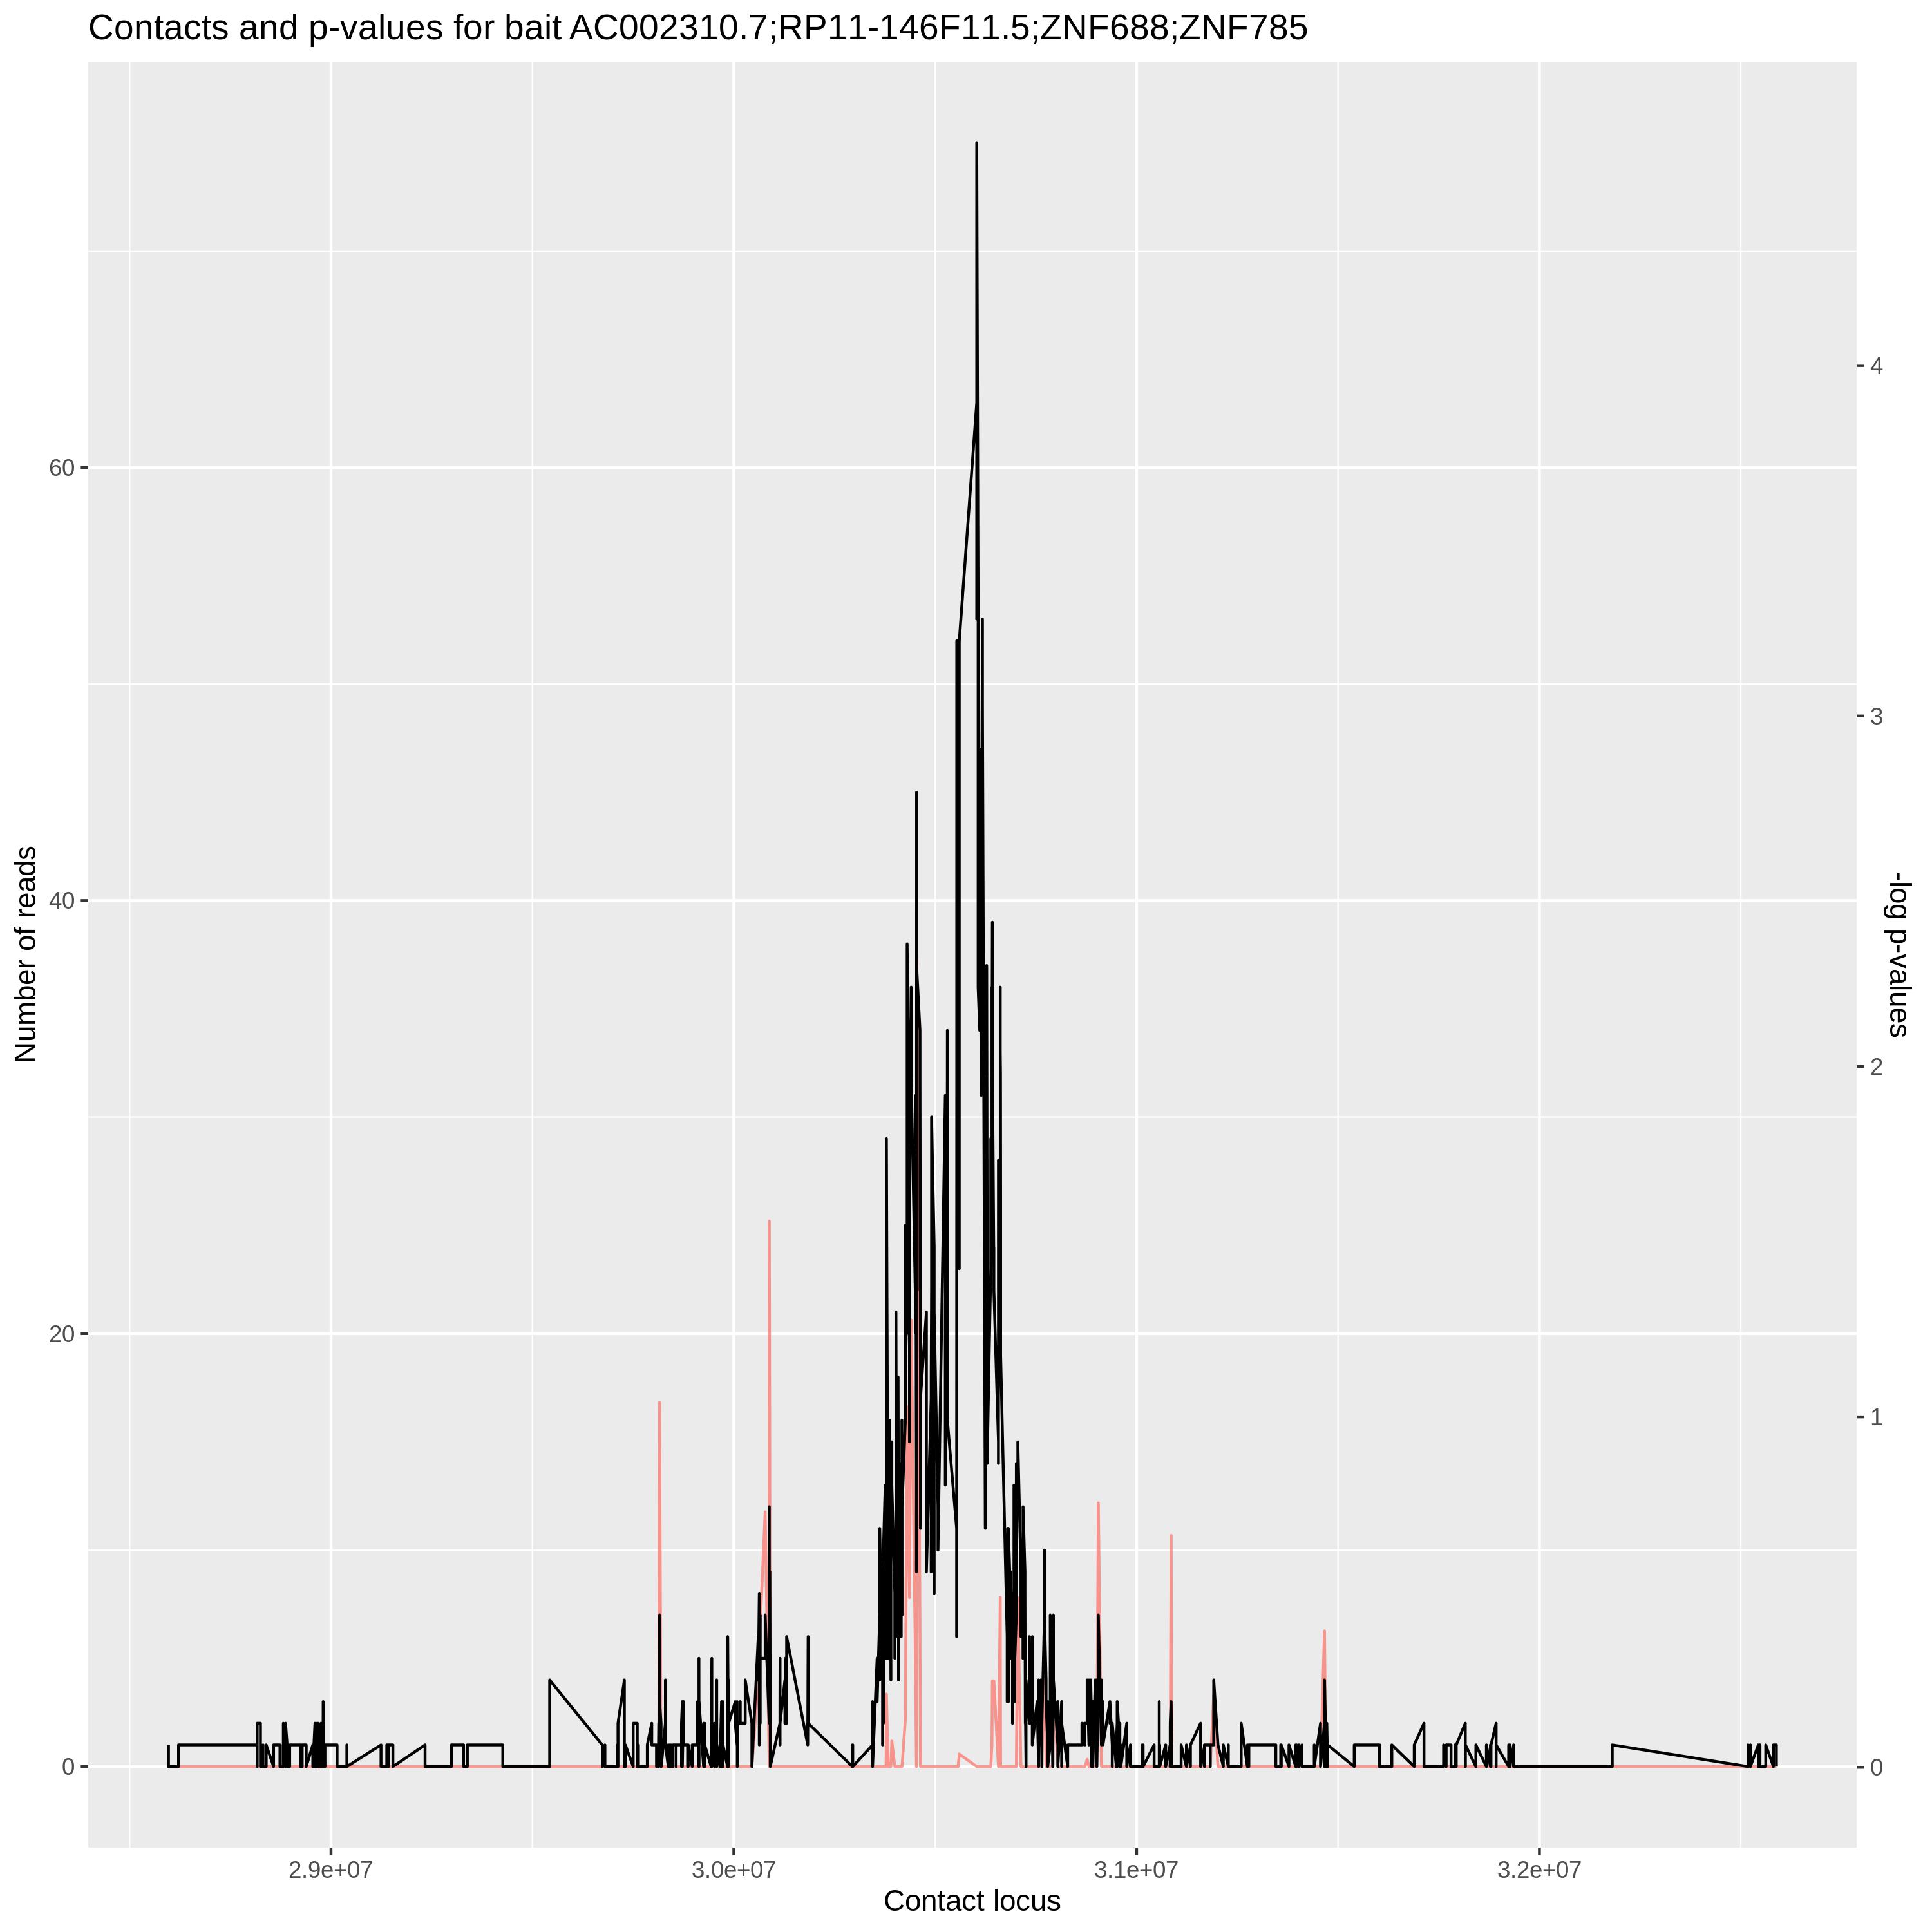 Contacts and p-values for bait AC002310.7;RP11-146F11.5;ZNF688;ZNF785
Number of reads
60
40
20
0
4
3
2
1
0
-log p-values
2.9e+07
3.0e+07
3.1e+07
3.2e+07
Contact locus